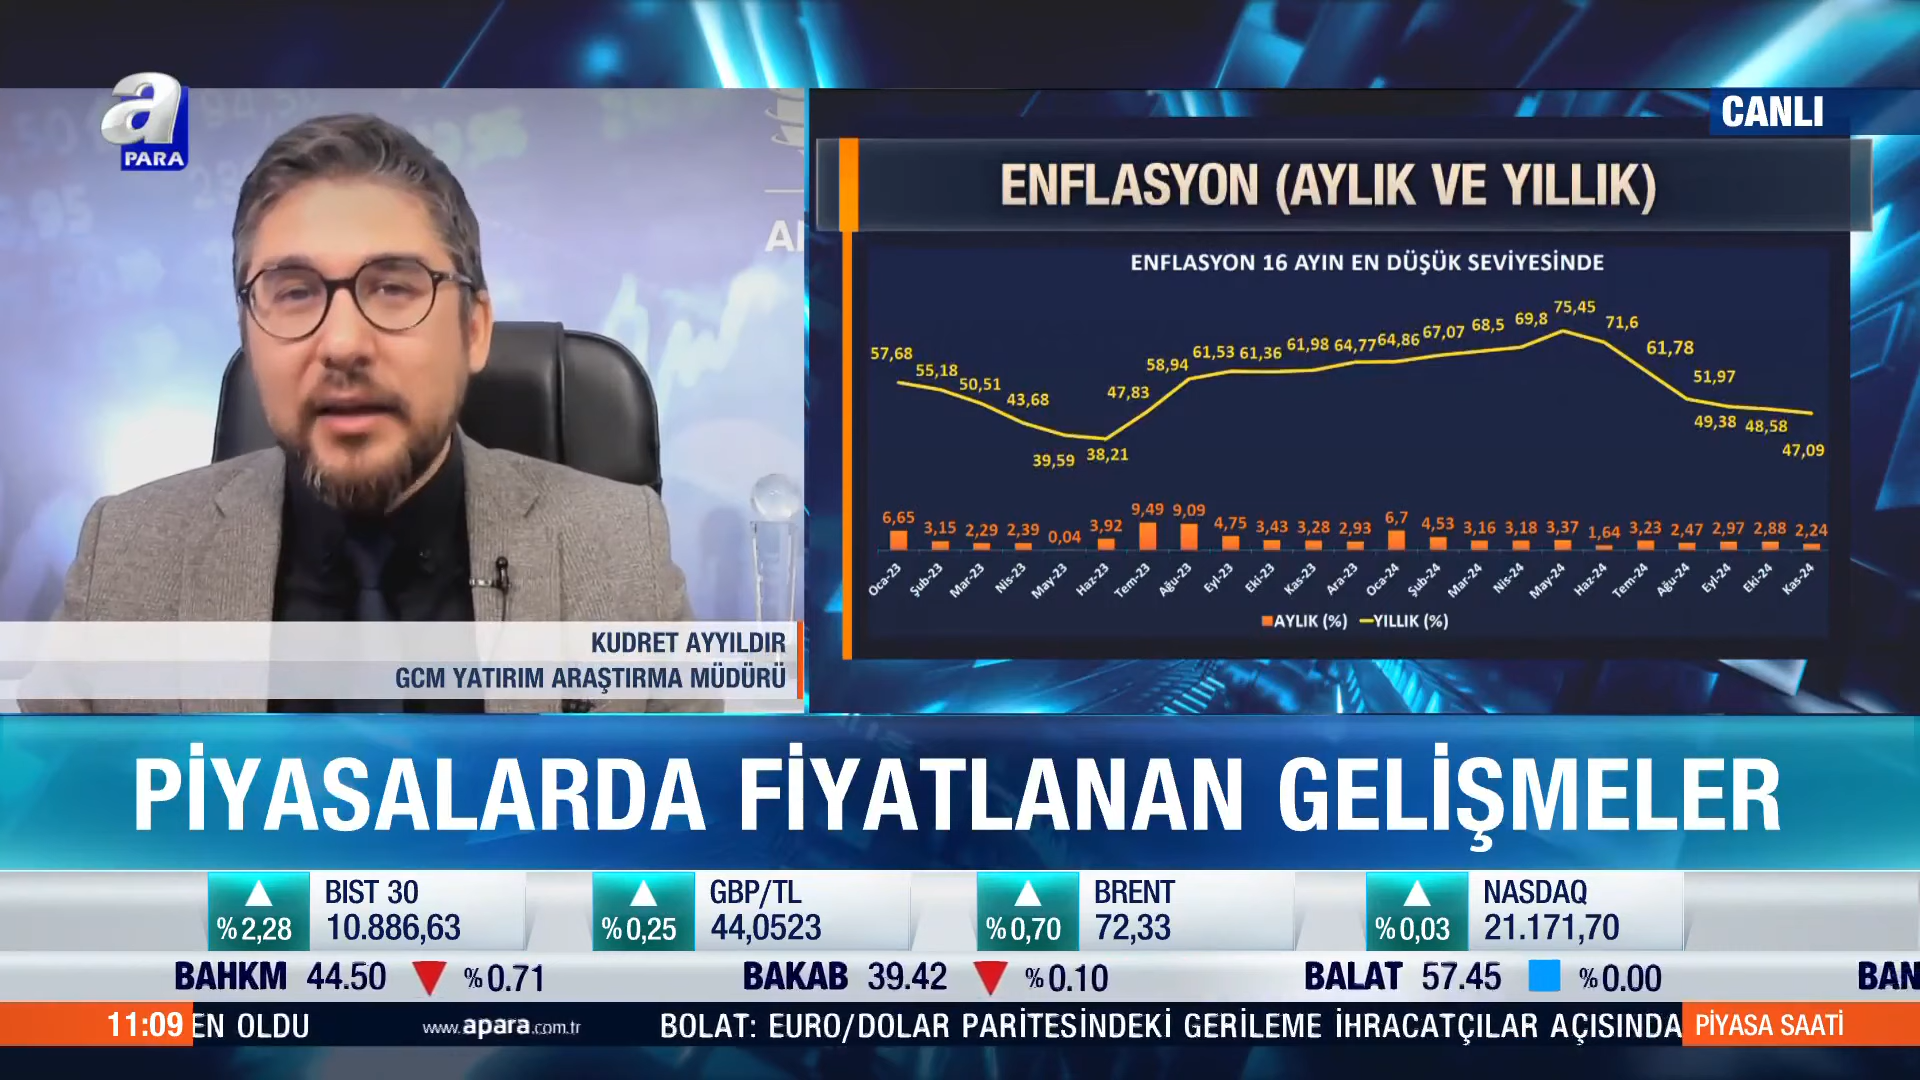 a
PARA
CANLI
ENFLASYON (AYLIK VE YILLIK)
ENFLASYON 16 AYIN EN DÜŞÜK SEVİYESİNDE
57,68 55,18 50,51 43,68 39,59 38,21 47,83 58,94 61,53 61,36 61,98 64,77 64,86 67,07 68,5 69,8 75,45 71,6 61,78 51,97 49,38 48,58 47,09
6,65 3,15 2,29 2,39 0,04 3,92 9,49 9,09 4,75 3,43 3,28 2,93 6,7 4,53 3,16 3,18 3,37 1,64 3,23 2,47 2,97 2,88 2,24
Oca-23 Şub-23 Mar-23 Nis-23 May-23 Haz-23 Tem-23 Ağu-23 Eyl-23 Eki-23 Kas-23 Ara-23 Oca-24 Şub-24 Mar-24 Nis-24 May-24 Haz-24 Tem-24 Ağu-24 Eyl-24 Eki-24 Kas-24
AYLIK (%) YILLIK (%)
KUDRET AYYILDIR
GCM YATIRIM ARAŞTIRMA MÜDÜRÜ
PİYASALARDA FİYATLANAN GELİŞMELER
BIST 30 GBP/TL BRENT NASDAQ
%2,28 10.886,63 %0,25 44,0523 %0,70 72,33 %0,03 21.171,70
BAHKM 44.50 %0.71 BAKAB 39.42 %0.10 BALAT 57.45 %0.00 BAN
11:09 EN OLDU www.apara.com.tr BOLAT: EURO/DOLAR PARİTESİNDEKİ GERİLEME İHRACATÇILAR AÇISINDA PİYASA SAATİ